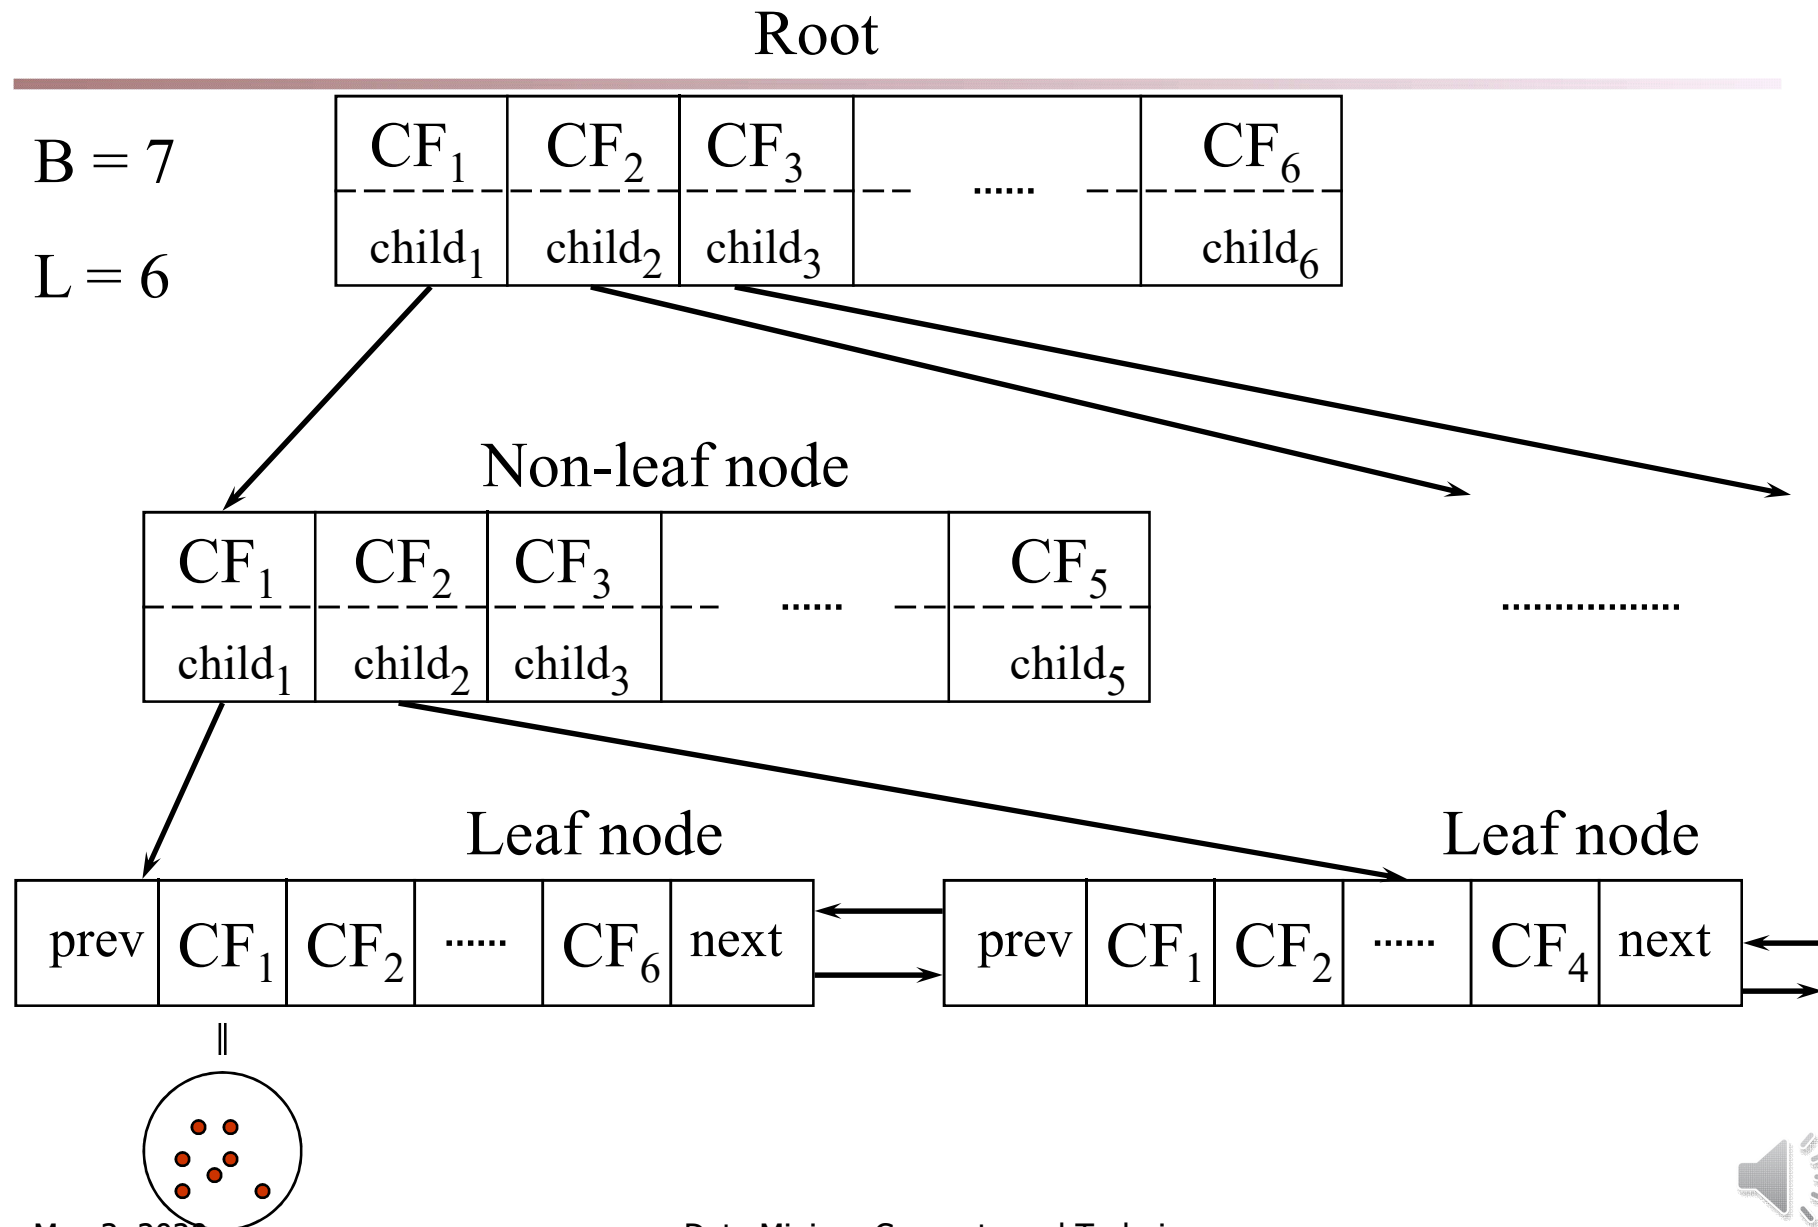 Root
B = 7
L = 6
CF1 CF2 CF3 ...... CF6
child1 child2 child3 child6
Non-leaf node
CF1 CF2 CF3 ...... CF5
child1 child2 child3 child5
.................
Leaf node Leaf node
prev CF1 CF2 ...... CF6 next prev CF1 CF2 ...... CF4 next